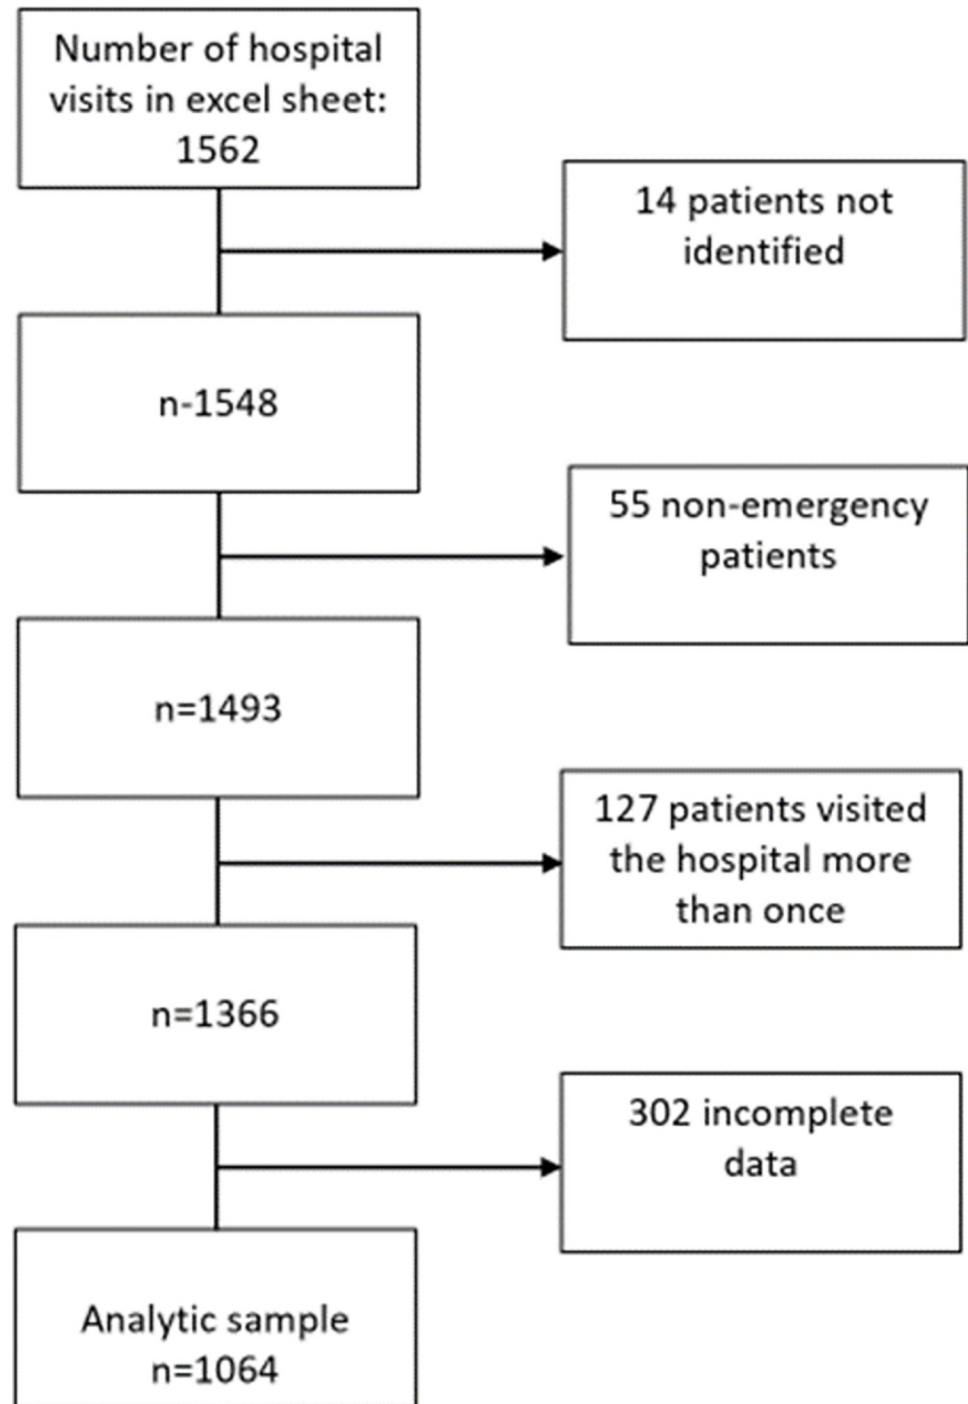 Number of hospital
visits in excel sheet:
1562
14 patients not
identified
n-1548
55 non-emergency
patients
n=1493
127 patients visited
the hospital more
than once
n=1366
302 incomplete
data
Analytic sample
n=1064